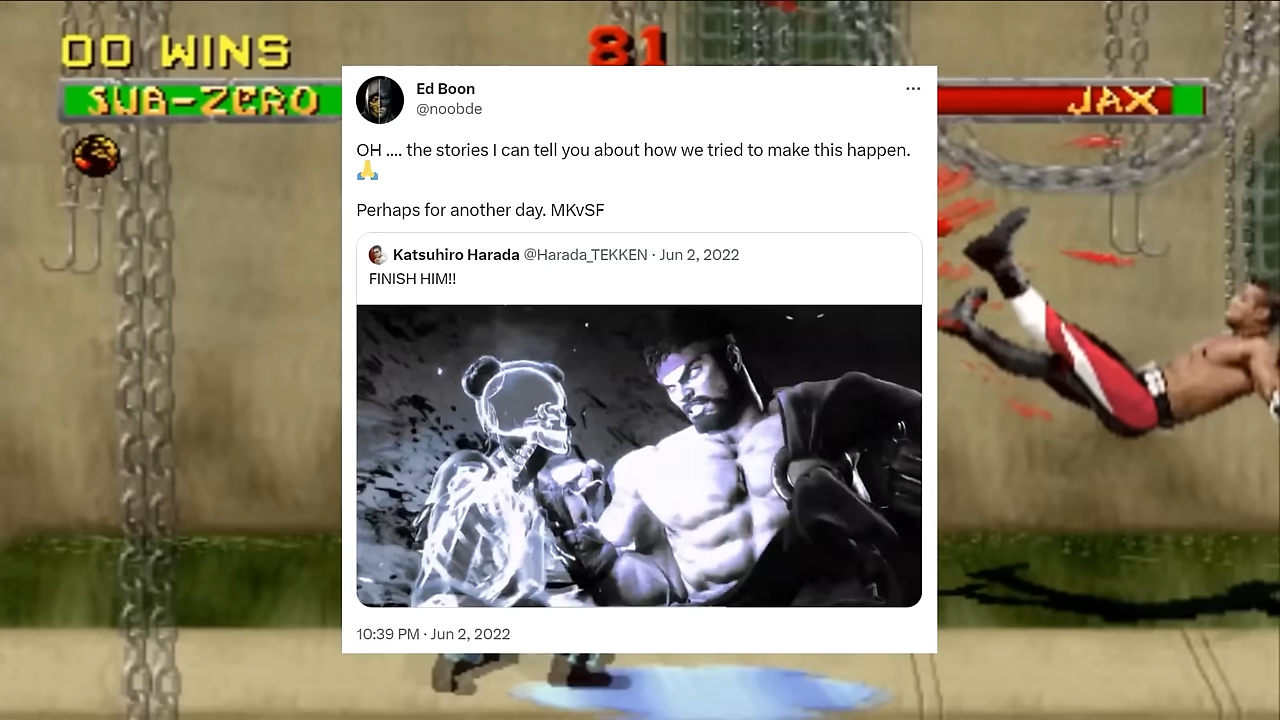 00 WINS
81
SUB-ZERO
JAX
Ed Boon
@noobde
OH .... the stories I can tell you about how we tried to make this happen.
🙏
Perhaps for another day. MKvSF
Katsuhiro Harada @Harada_TEKKEN · Jun 2, 2022
FINISH HIM!!
10:39 PM · Jun 2, 2022